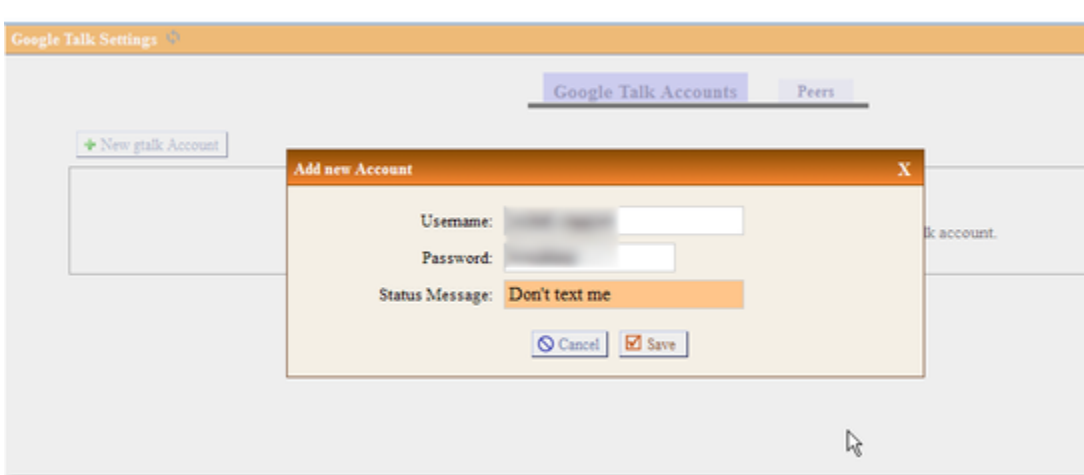 Google Talk Settings
Google Talk Accounts Peers
New gtalk Account
Add new Account X
Username:
lk account.
Password:
Status Message: Don't text me
Cancel Save